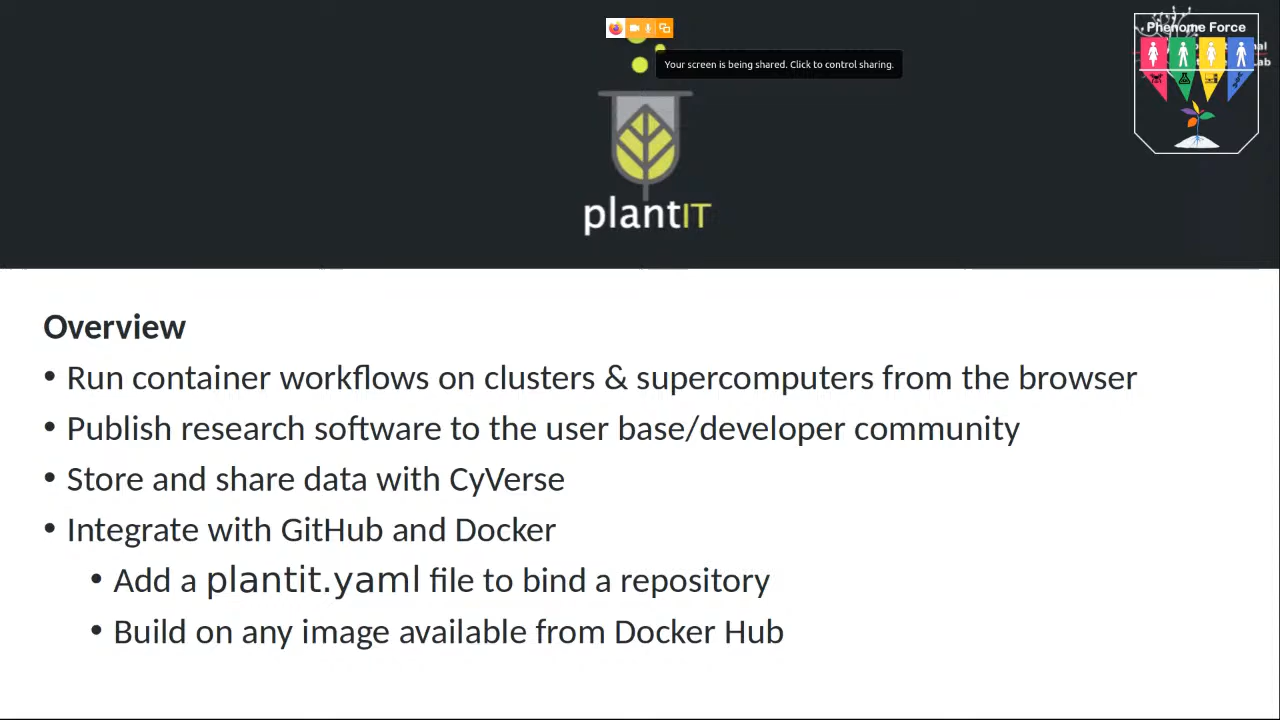 Phenome Force
nal
ab
Your screen is being shared. Click to control sharing.
plantIT
Overview
• Run container workflows on clusters & supercomputers from the browser
• Publish research software to the user base/developer community
• Store and share data with CyVerse
• Integrate with GitHub and Docker
• Add a plantit.yaml file to bind a repository
• Build on any image available from Docker Hub